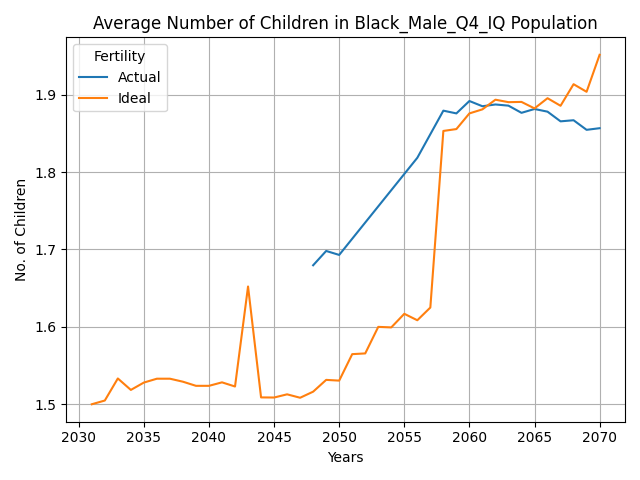 Average Number of Children in Black_Male_Q4_IQ Population
Fertility
Actual
Ideal
No. of Children
1.9
1.8
1.7
1.6
1.5
2030 2035 2040 2045 2050 2055 2060 2065 2070
Years